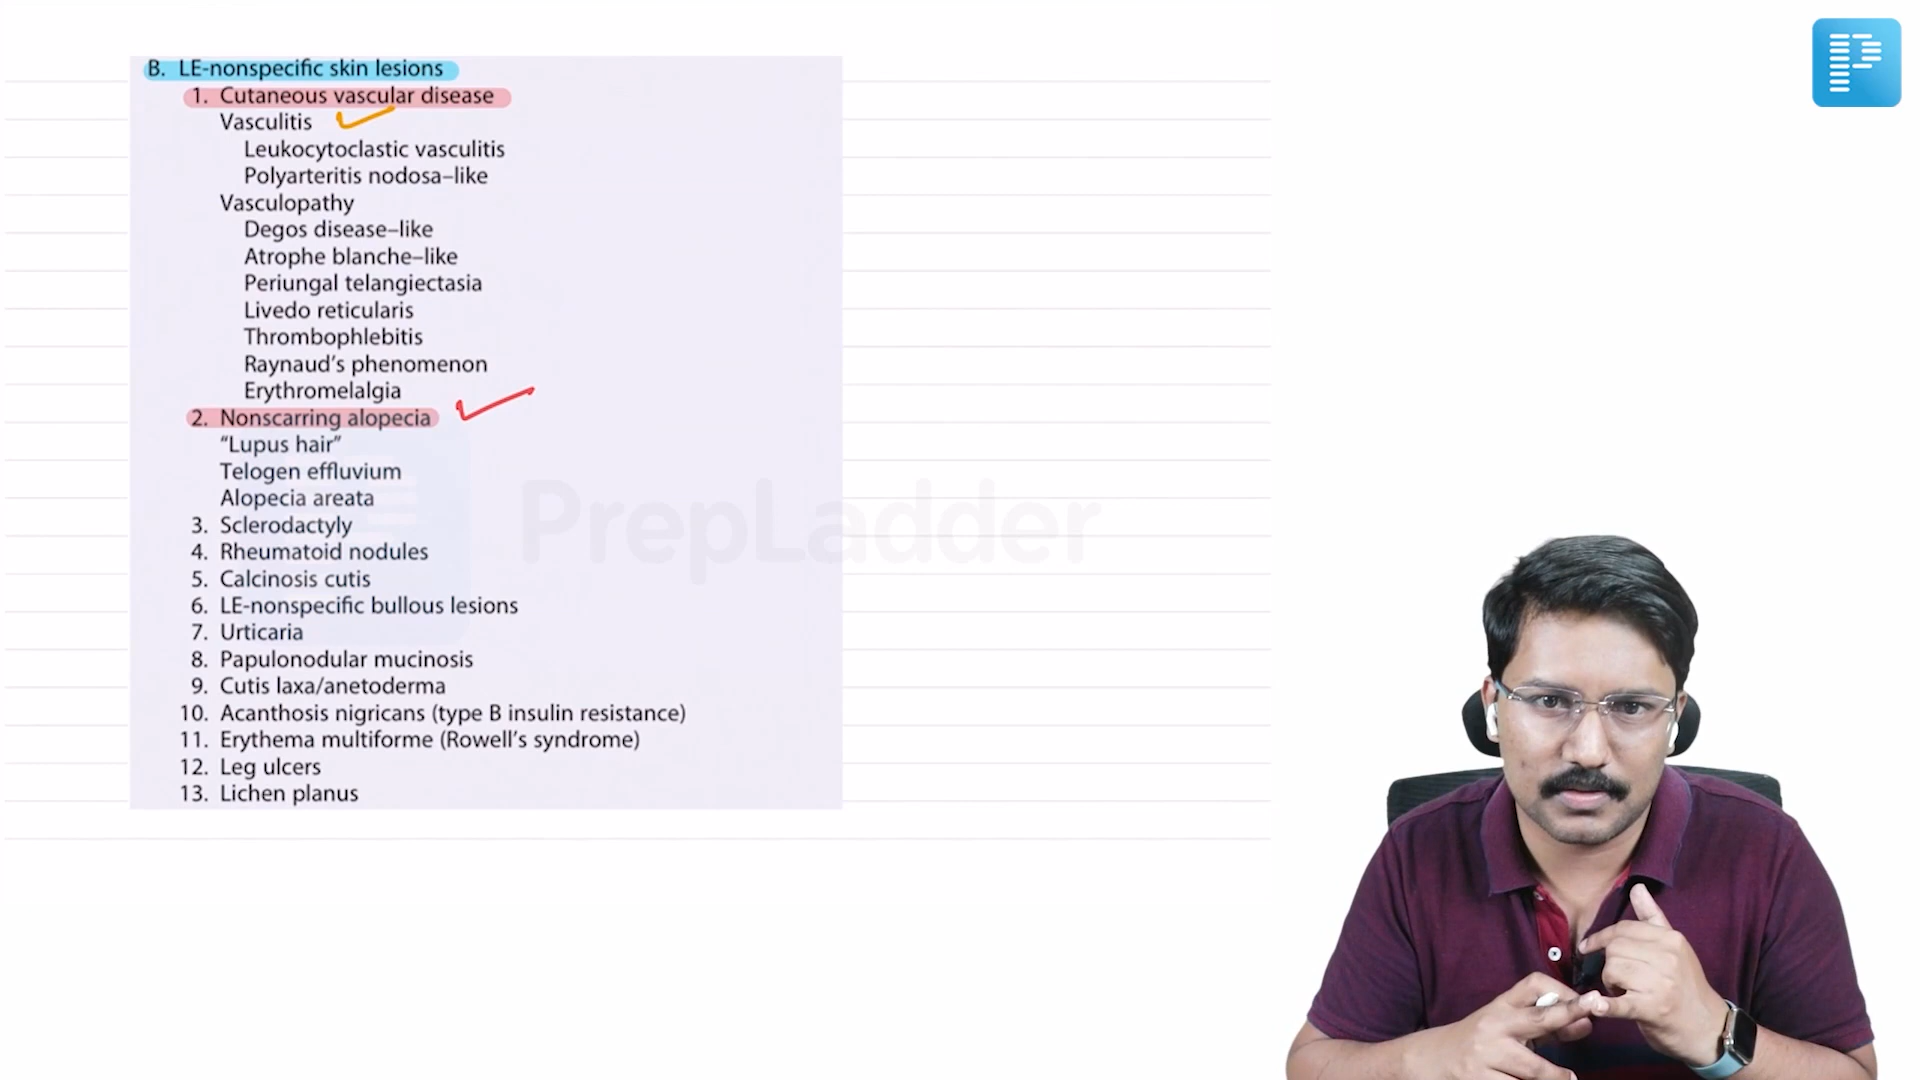 B. LE-nonspecific skin lesions
1. Cutaneous vascular disease
Vasculitis
Leukocytoclastic vasculitis
Polyarteritis nodosa–like
Vasculopathy
Degos disease–like
Atrophe blanche–like
Periungal telangiectasia
Livedo reticularis
Thrombophlebitis
Raynaud's phenomenon
Erythromelalgia
2. Nonscarring alopecia
"Lupus hair"
Telogen effluvium
Alopecia areata
3. Sclerodactyly
4. Rheumatoid nodules
5. Calcinosis cutis
6. LE-nonspecific bullous lesions
7. Urticaria
8. Papulonodular mucinosis
9. Cutis laxa/anetoderma
10. Acanthosis nigricans (type B insulin resistance)
11. Erythema multiforme (Rowell's syndrome)
12. Leg ulcers
13. Lichen planus
PrepLadder